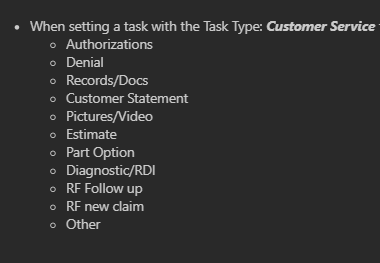 When setting a task with the Task Type: Customer Service
Authorizations
Denial
Records/Docs
Customer Statement
Pictures/Video
Estimate
Part Option
Diagnostic/RDI
RF Follow up
RF new claim
Other